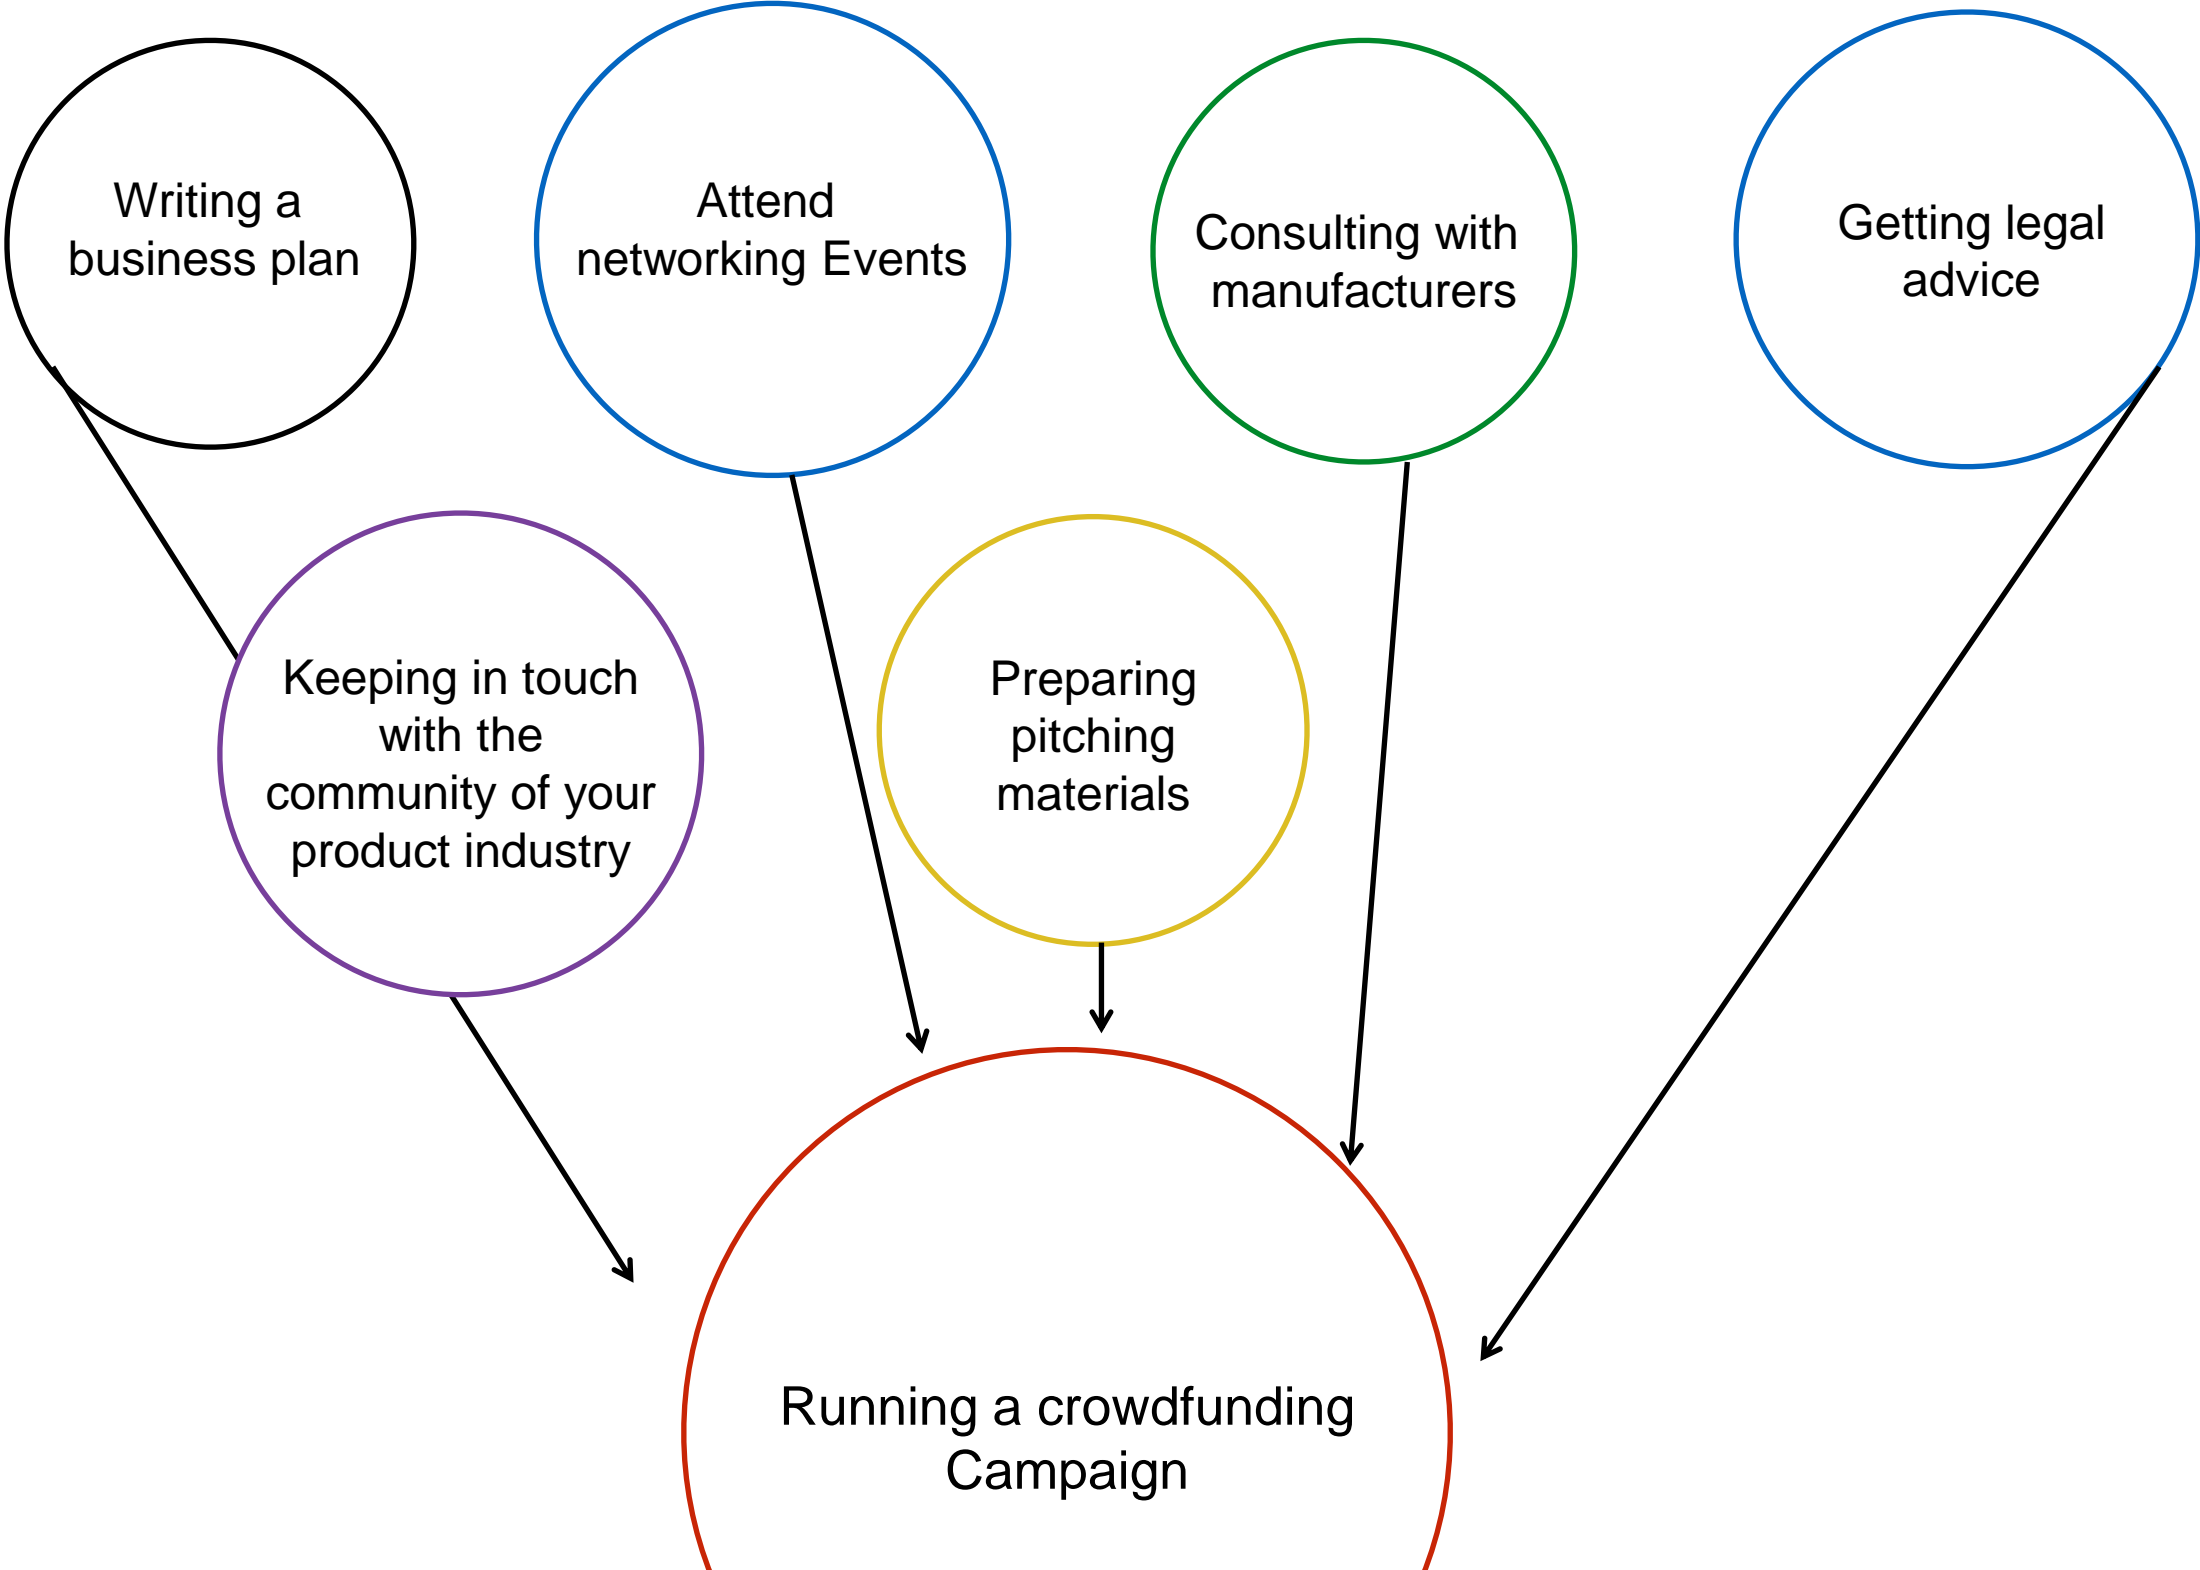 Writing a
business plan
Attend
networking Events
Consulting with
manufacturers
Getting legal
advice
Keeping in touch
with the
community of your
product industry
Preparing
pitching
materials
Running a crowdfunding
Campaign